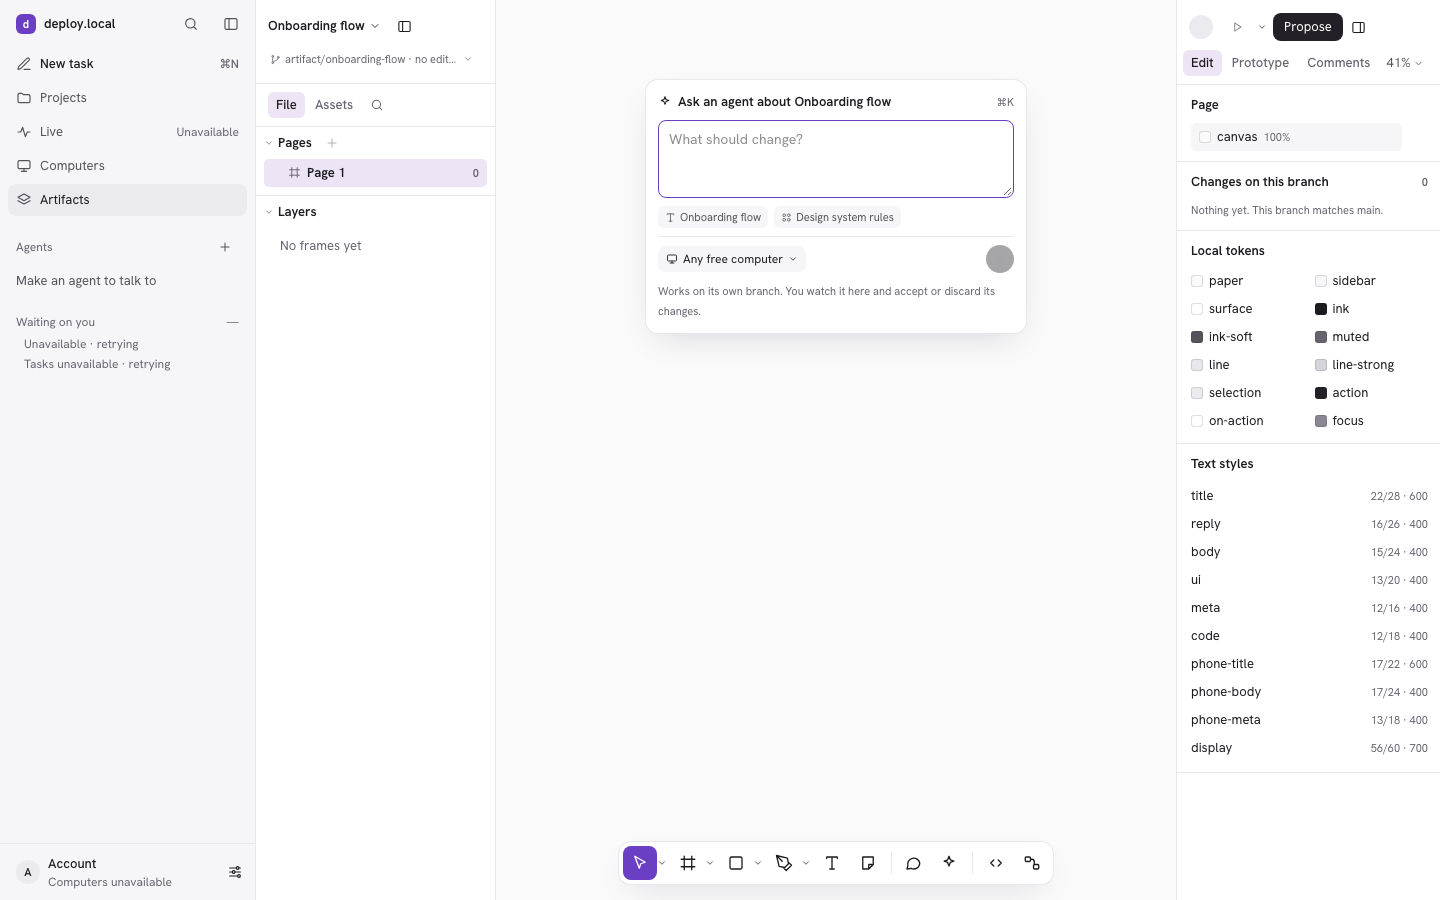 d deploy.local
New task ⌘N
Projects
Live Unavailable
Computers
Artifacts
Agents
Make an agent to talk to
Waiting on you
Unavailable · retrying
Tasks unavailable · retrying
A Account
Computers unavailable
Onboarding flow
artifact/onboarding-flow · no edit...
File Assets
Pages
Page 1 0
Layers
No frames yet
Ask an agent about Onboarding flow ⌘K
What should change?
Onboarding flow Design system rules
Any free computer
Works on its own branch. You watch it here and accept or discard its
changes.
Propose
Edit Prototype Comments 41%
Page
canvas 100%
Changes on this branch 0
Nothing yet. This branch matches main.
Local tokens
paper sidebar
surface ink
ink-soft muted
line line-strong
selection action
on-action focus
Text styles
title 22/28 · 600
reply 16/26 · 400
body 15/24 · 400
ui 13/20 · 400
meta 12/16 · 400
code 12/18 · 400
phone-title 17/22 · 600
phone-body 17/24 · 400
phone-meta 13/18 · 400
display 56/60 · 700